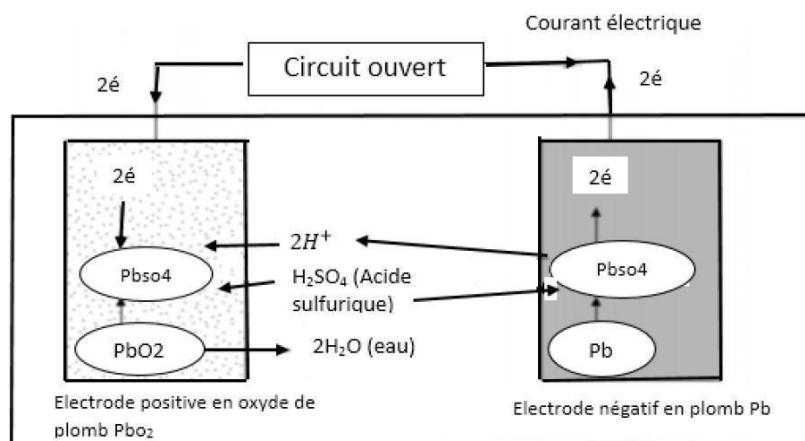 Courant électrique
Circuit ouvert
2é
2é
2é
2é
2H⁺
Pbso4
H₂SO₄ (Acide
sulfurique)
Pbso4
PbO2
2H₂O (eau)
Pb
Electrode positive en oxyde de
plomb Pbo₂
Electrode négatif en plomb Pb